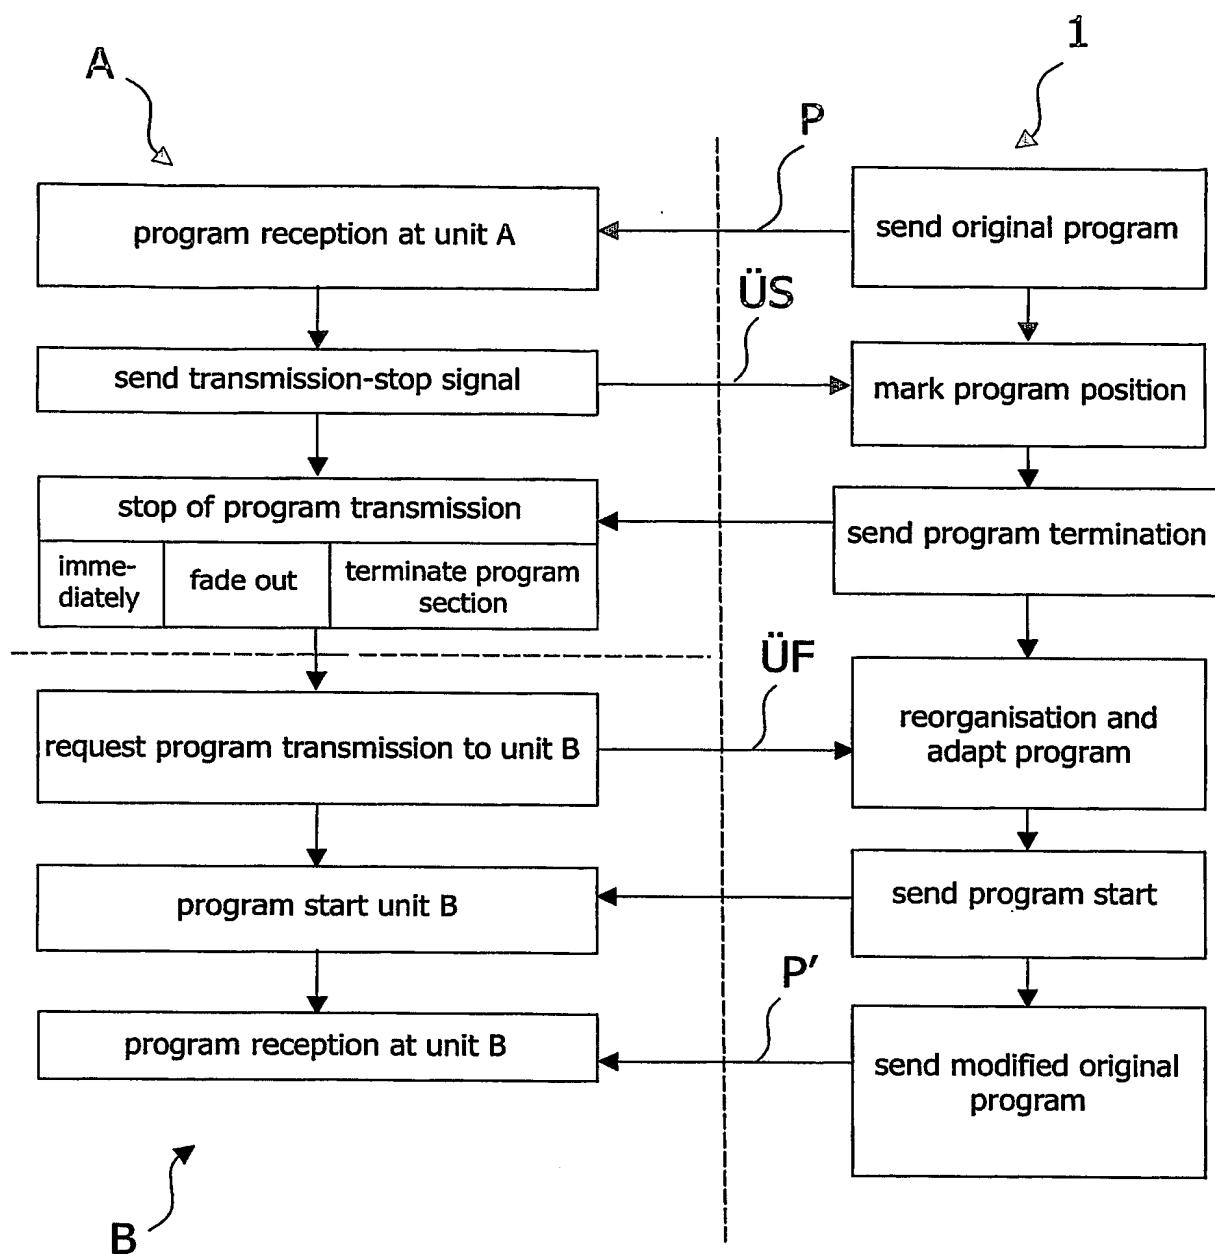 A
1
P
program reception at unit A
send original program
ÜS
send transmission-stop signal
mark program position
stop of program transmission
send program termination
imme-
diately
fade out
terminate program
section
ÜF
request program transmission to unit B
reorganisation and
adapt program
program start unit B
send program start
P'
program reception at unit B
send modified original
program
B